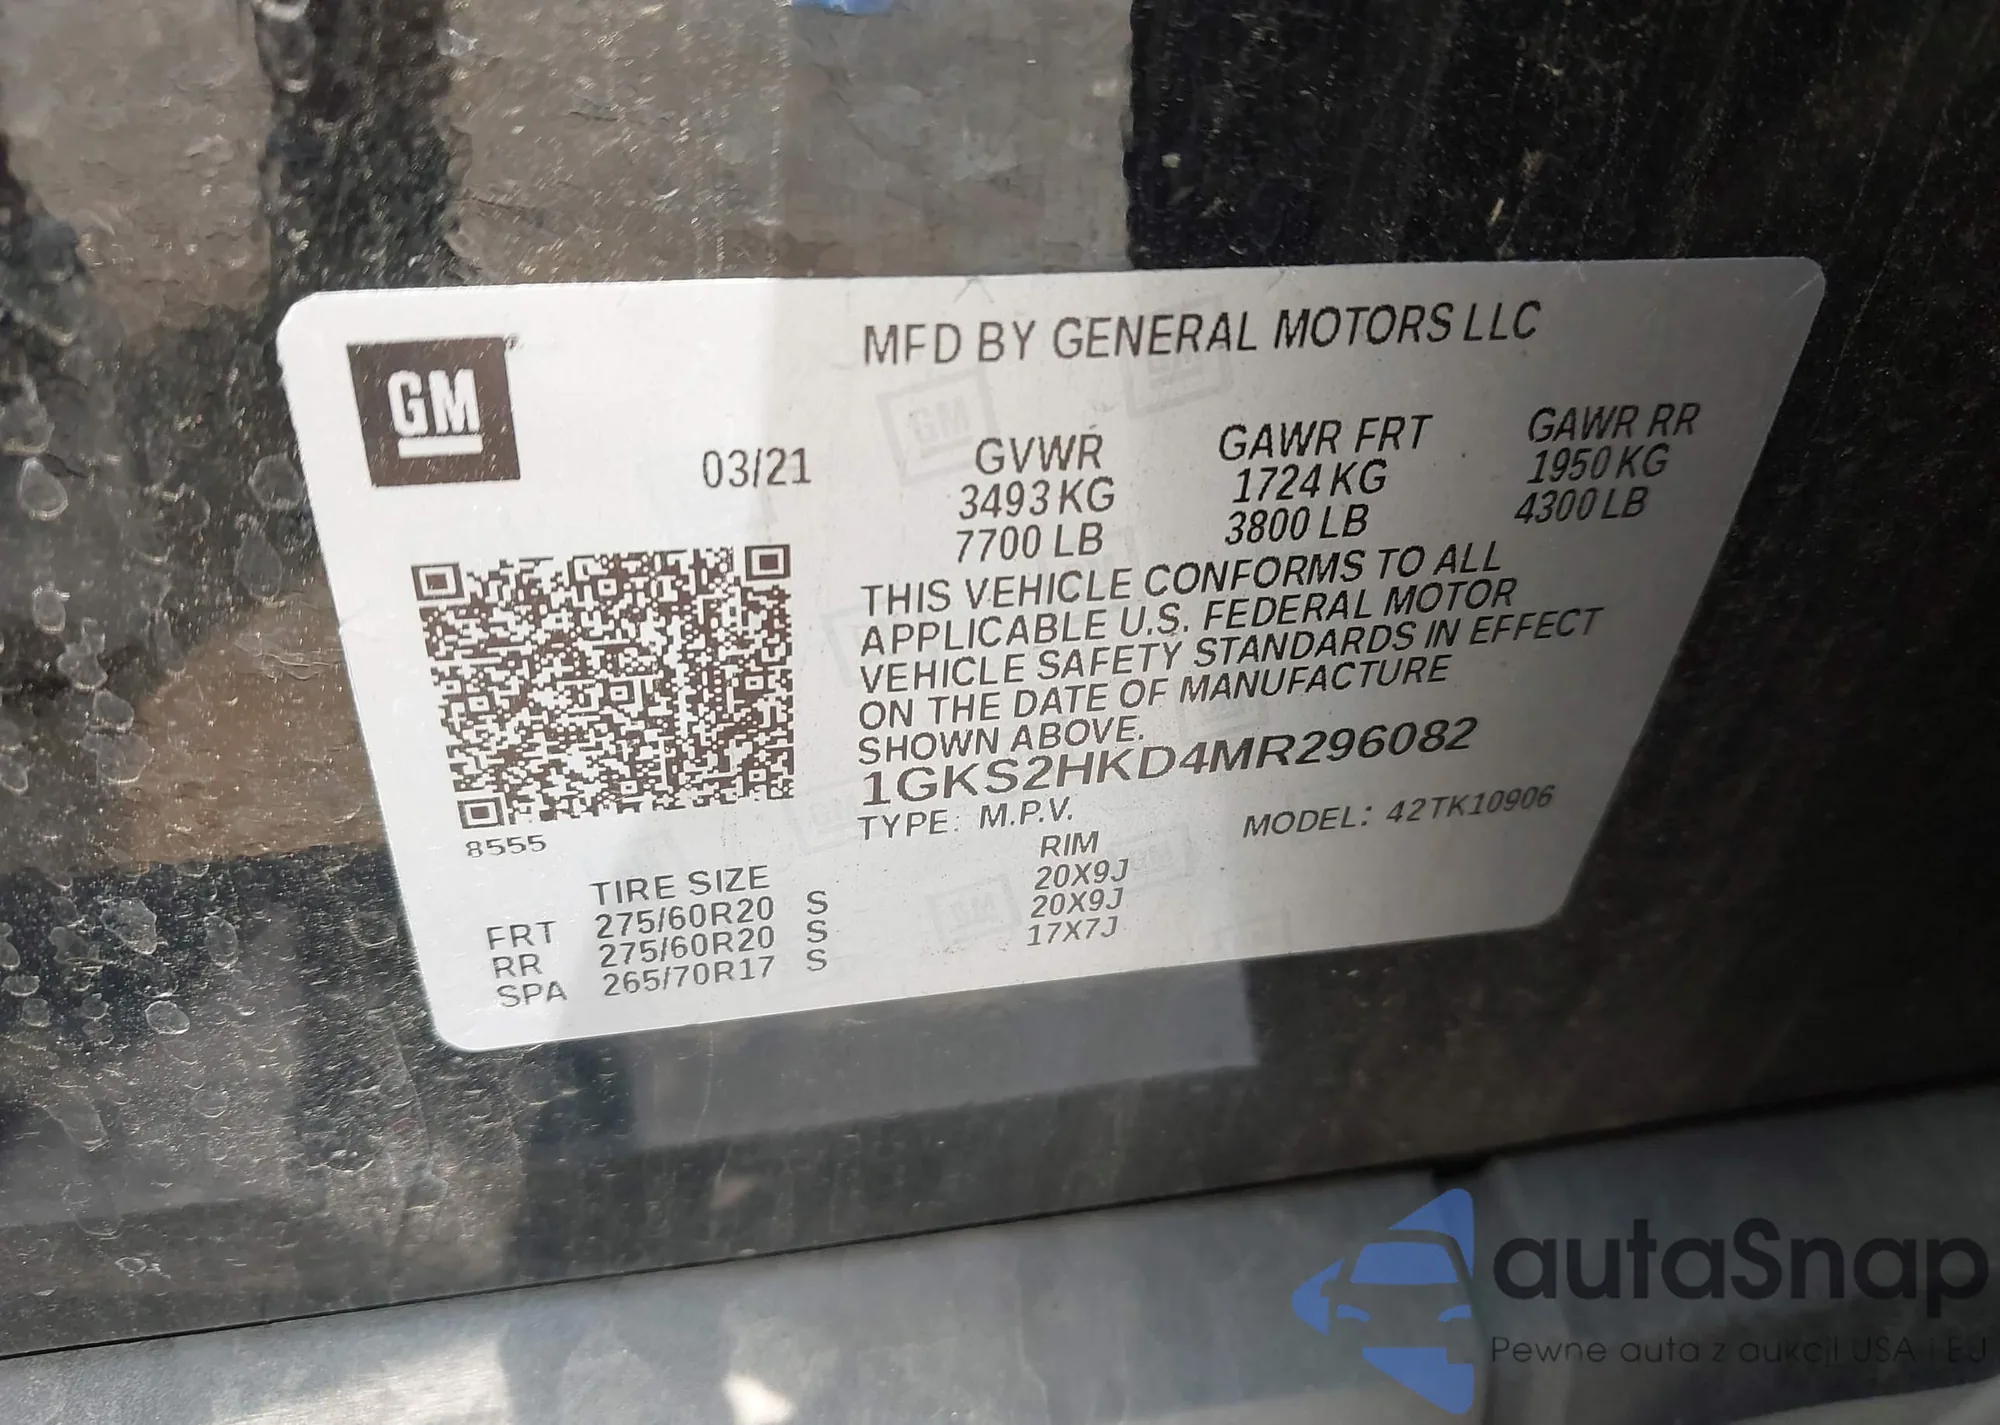 GM
MFD BY GENERAL MOTORS LLC
03/21
GVWR GAWR FRT GAWR RR
3493 KG 1724 KG 1950 KG
7700 LB 3800 LB 4300 LB
THIS VEHICLE CONFORMS TO ALL
APPLICABLE U.S. FEDERAL MOTOR
VEHICLE SAFETY STANDARDS IN EFFECT
ON THE DATE OF MANUFACTURE
SHOWN ABOVE.
1GKS2HKD4MR296082
TYPE: M.P.V. MODEL: 42TK10906
8555
TIRE SIZE RIM
FRT 275/60R20 S 20X9J
RR 275/60R20 S 20X9J
SPA 265/70R17 S 17X7J
autaSnap
Pewne auta z aukcji USA i EU